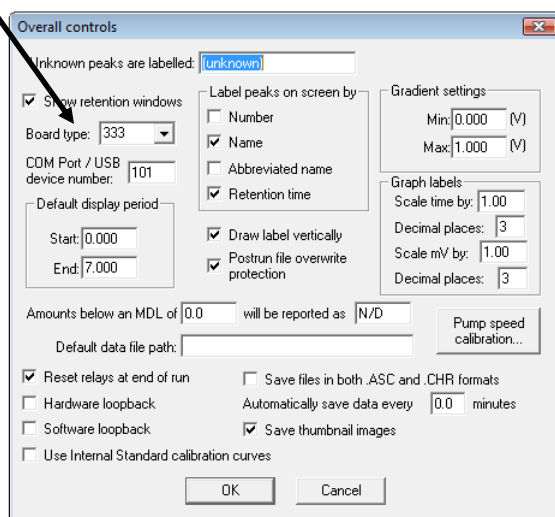 Overall controls
Unknown peaks are labelled: (unknown)
Show retention windows
Board type: 333
COM Port / USB
device number: 101
Default display period
Start: 0.000
End: 7.000
Label peaks on screen by
Number
Name
Abbreviated name
Retention time
Draw label vertically
Postrun file overwrite
protection
Gradient settings
Min: 0.000 (V)
Max: 1.000 (V)
Graph labels
Scale time by: 1.00
Decimal places: 3
Scale mV by: 1.00
Decimal places: 3
Amounts below an MDL of 0.0 will be reported as N/D
Default data file path:
Pump speed
calibration...
Reset relays at end of run
Save files in both .ASC and .CHR formats
Hardware loopback
Automatically save data every 0.0 minutes
Software loopback
Save thumbnail images
Use Internal Standard calibration curves
OK Cancel